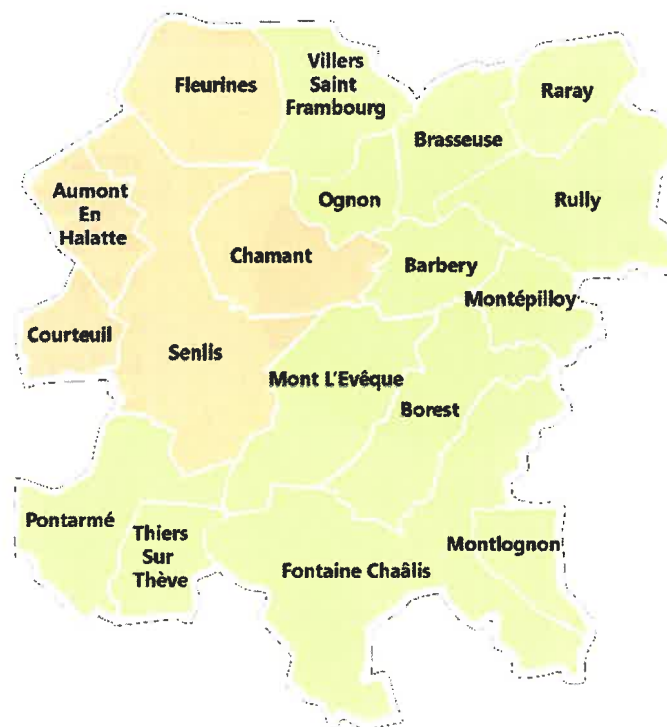 Fleurines
Villers
Saint
Frambourg
Raray
Brasseuse
Aumont
En
Halatte
Ognon
Rully
Chamant
Barbery
Montépilloy
Courteuil
Senlis
Mont L'Evêque
Borest
Pontarmé
Thiers
Sur
Thève
Montlognon
Fontaine Chaâlis